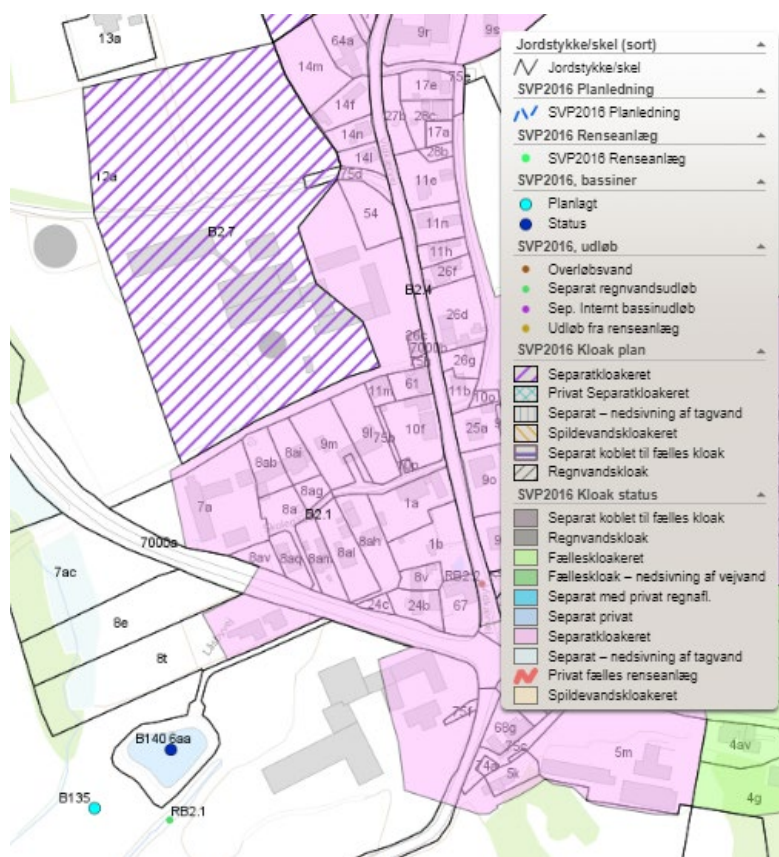 13a
64a
9r
9s
14m
17e
75e
14f
27b
28c
14n
17a
28b
14l
12a
75d
11e
54
11n
B2.7
11h
26f
B2.4
26d
26c
7000b
75b
26g
61
11m
11b
10o
9l
75h
10f
25a
9m
8ai
8ab
9o
7a
8ag
8a
1a
B2.1
7000a
8ah
1b
8av
8aq
8am
8al
7ac
8v
RB2.2
24c
24b
67
8e
8t
75f
68g
B140
6aa
75c
5m
4av
74a
5k
B135
RB2.1
4g
Jordstykke/skel (sort)
Jordstykke/skel
SVP2016 Planledning
SVP2016 Planledning
SVP2016 Renseanlæg
SVP2016 Renseanlæg
SVP2016, bassiner
Planlagt
Status
SVP2016, udløb
Overløbsvand
Separat regnvandsudløb
Sep. Internt bassinudløb
Udløb fra renseanlæg
SVP2016 Kloak plan
Separatkloakeret
Privat Separatkloakeret
Separat – nedsivning af tagvand
Spildevandskloakeret
Separat koblet til fælles kloak
Regnvandskloak
SVP2016 Kloak status
Separat koblet til fælles kloak
Regnvandskloak
Fælleskloakeret
Fælleskloak – nedsivning af vejvand
Separat med privat regnafl.
Separat privat
Separatkloakeret
Separat – nedsivning af tagvand
Privat fælles renseanlæg
Spildevandskloakeret